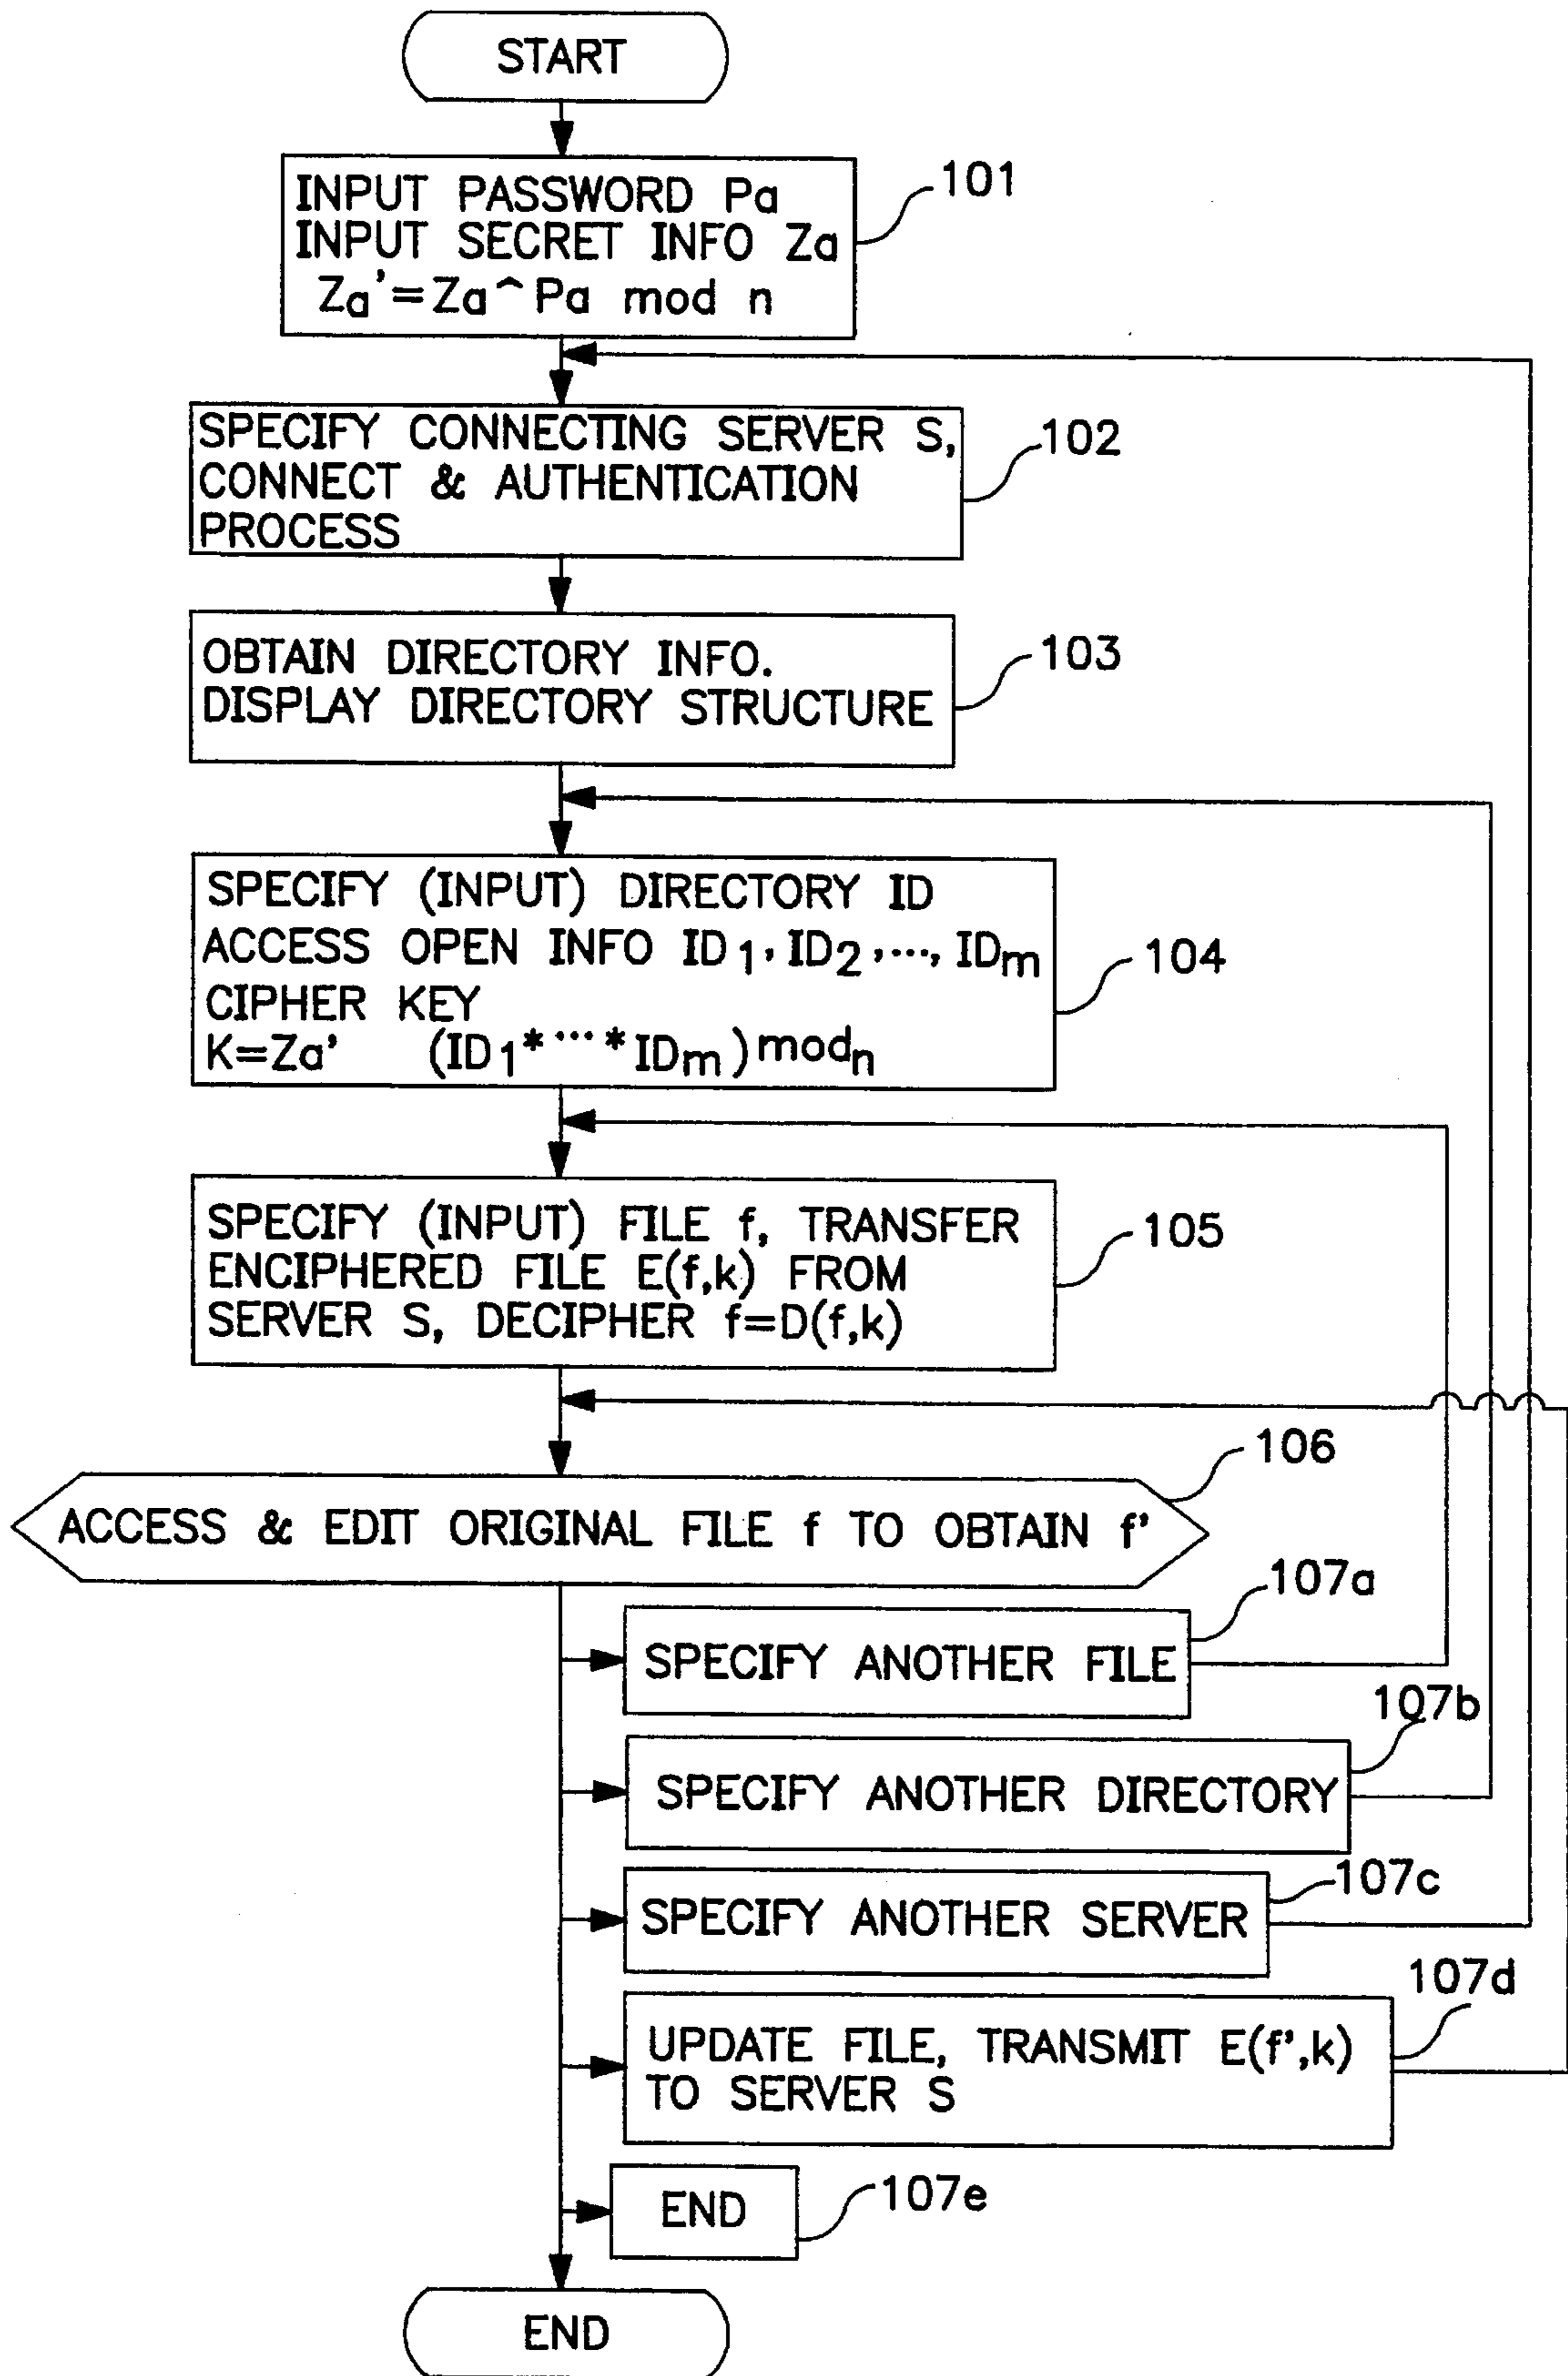 START
INPUT PASSWORD Pa
INPUT SECRET INFO Za
Za'=Za^Pa mod n
101
SPECIFY CONNECTING SERVER S,
CONNECT & AUTHENTICATION
PROCESS
102
OBTAIN DIRECTORY INFO.
DISPLAY DIRECTORY STRUCTURE
103
SPECIFY (INPUT) DIRECTORY ID
ACCESS OPEN INFO ID1, ID2,..., IDm
CIPHER KEY
K=Za' (ID1*...*IDm) modn
104
SPECIFY (INPUT) FILE f, TRANSFER
ENCIPHERED FILE E(f,k) FROM
SERVER S, DECIPHER f=D(f,k)
105
ACCESS & EDIT ORIGINAL FILE f TO OBTAIN f'
106
SPECIFY ANOTHER FILE
107a
SPECIFY ANOTHER DIRECTORY
107b
SPECIFY ANOTHER SERVER
107c
UPDATE FILE, TRANSMIT E(f',k)
TO SERVER S
107d
END
107e
END